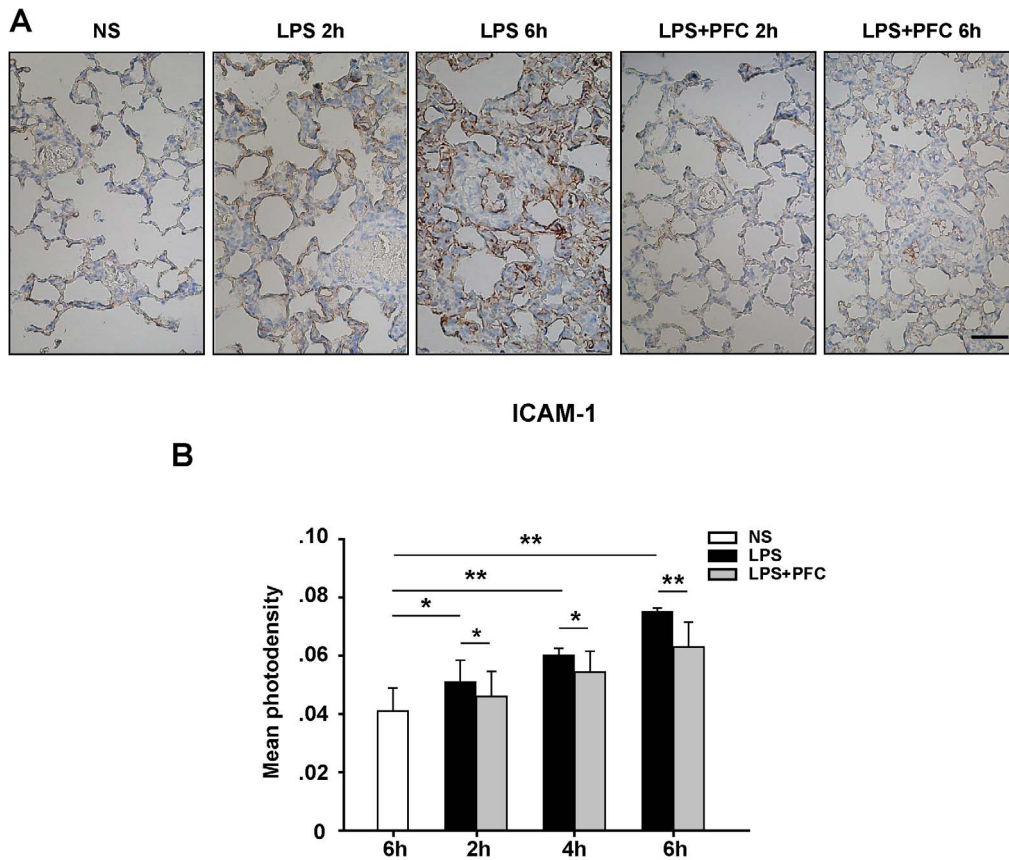 A
NS LPS 2h LPS 6h LPS+PFC 2h LPS+PFC 6h
ICAM-1
B
Mean photodensity
.10
.08
.06
.04
.02
0
** ** * * * **
NS
LPS
LPS+PFC
6h 2h 4h 6h